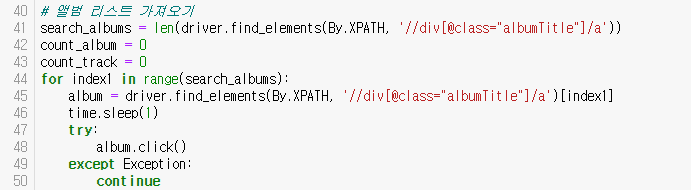 40 # 앨범 리스트 가져오기
41 search_albums = len(driver.find_elements(By.XPATH, '//div[@class="albumTitle"]/a'))
42 count_album = 0
43 count_track = 0
44 for index1 in range(search_albums):
45     album = driver.find_elements(By.XPATH, '//div[@class="albumTitle"]/a')[index1]
46     time.sleep(1)
47     try:
48         album.click()
49     except Exception:
50         continue